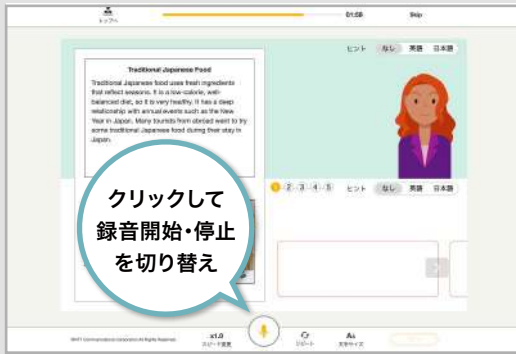 トップへ
01:58
Skip
ヒント なし 英語 日本語
Traditional Japanese Food
Traditional Japanese food uses fresh ingredients
that reflect seasons. It is a low-calorie, well-
balanced diet, so it is very healthy. It has a deep
relationship with annual events such as the New
Year in Japan. Many tourists from abroad want to try
some traditional Japanese food during their stay in
Japan.
1 2 3 4 5 ヒント なし 英語 日本語
クリックして
録音開始・停止
を切り替え
x1.0
スピード変更
リピート
Aa
文字サイズ